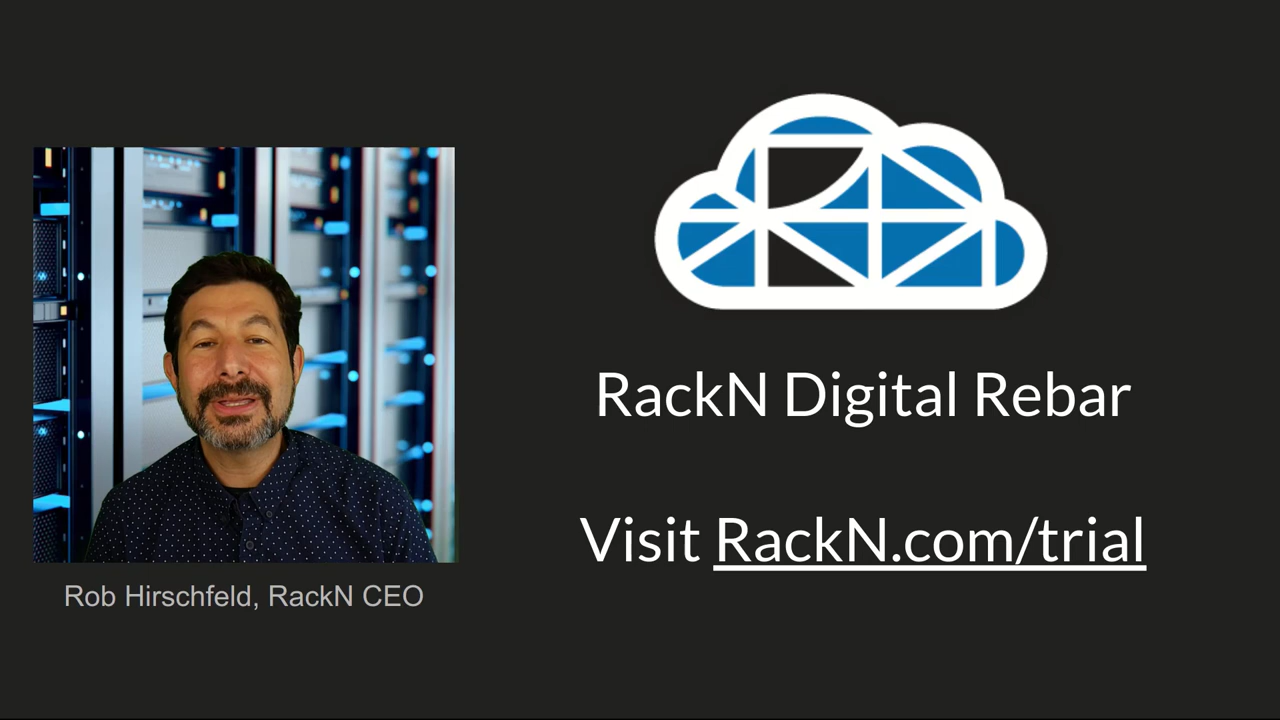 RackN Digital Rebar
Visit RackN.com/trial
Rob Hirschfeld, RackN CEO